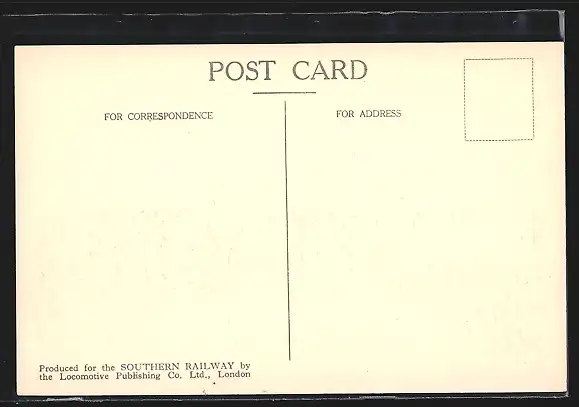 POST CARD
FOR CORRESPONDENCE
FOR ADDRESS
Produced for the SOUTHERN RAILWAY by
the Locomotive Publishing Co. Ltd., London